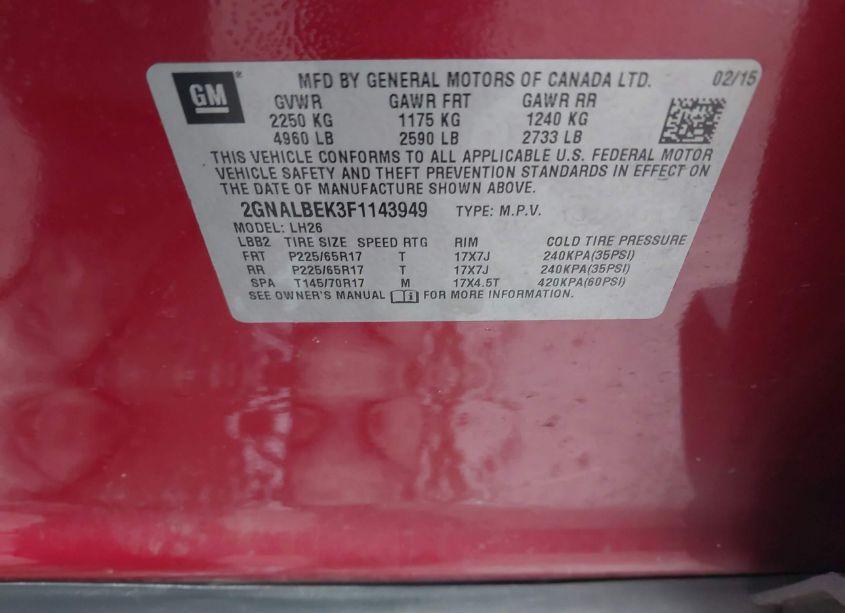 GM
MFD BY GENERAL MOTORS OF CANADA LTD. 02/15
GVWR GAWR FRT GAWR RR
2250 KG 1175 KG 1240 KG
4960 LB 2590 LB 2733 LB
THIS VEHICLE CONFORMS TO ALL APPLICABLE U.S. FEDERAL MOTOR
VEHICLE SAFETY AND THEFT PREVENTION STANDARDS IN EFFECT ON
THE DATE OF MANUFACTURE SHOWN ABOVE.
2GNALBEK3F1143949 TYPE: M.P.V.
MODEL: LH26
LBB2 TIRE SIZE SPEED RTG RIM COLD TIRE PRESSURE
FRT P225/65R17 T 17X7J 240KPA(35PSI)
RR P225/65R17 T 17X7J 240KPA(35PSI)
SPA T145/70R17 M 17X4.5T 420KPA(60PSI)
SEE OWNER'S MANUAL FOR MORE INFORMATION.